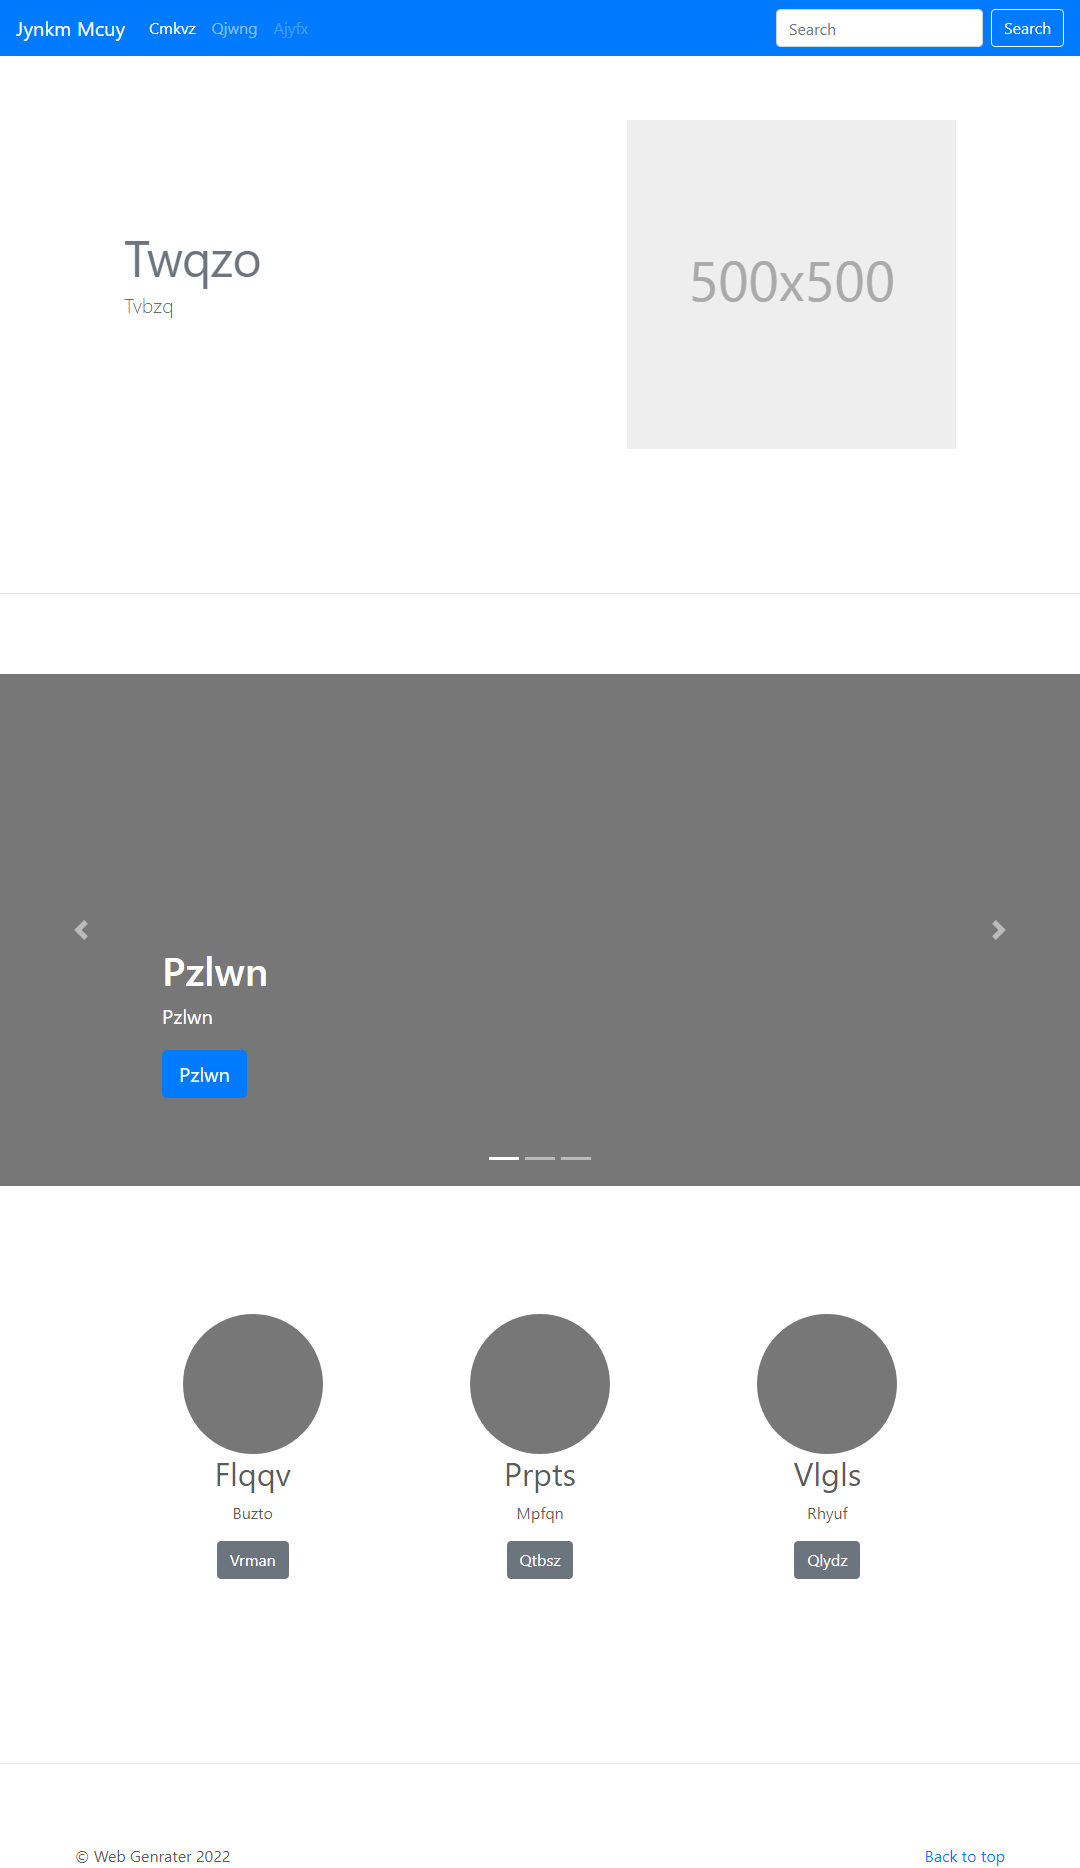 Jynkm Mcuy Cmkvz Qjwng Ajyfx Search Search
Twqzo
Tvbzq
500x500
Pzlwn
Pzlwn
Pzlwn
Flqqv Prpts Vlgls
Buzto Mpfqn Rhyuf
Vrman Qtbsz Qlydz
© Web Genrater 2022 Back to top